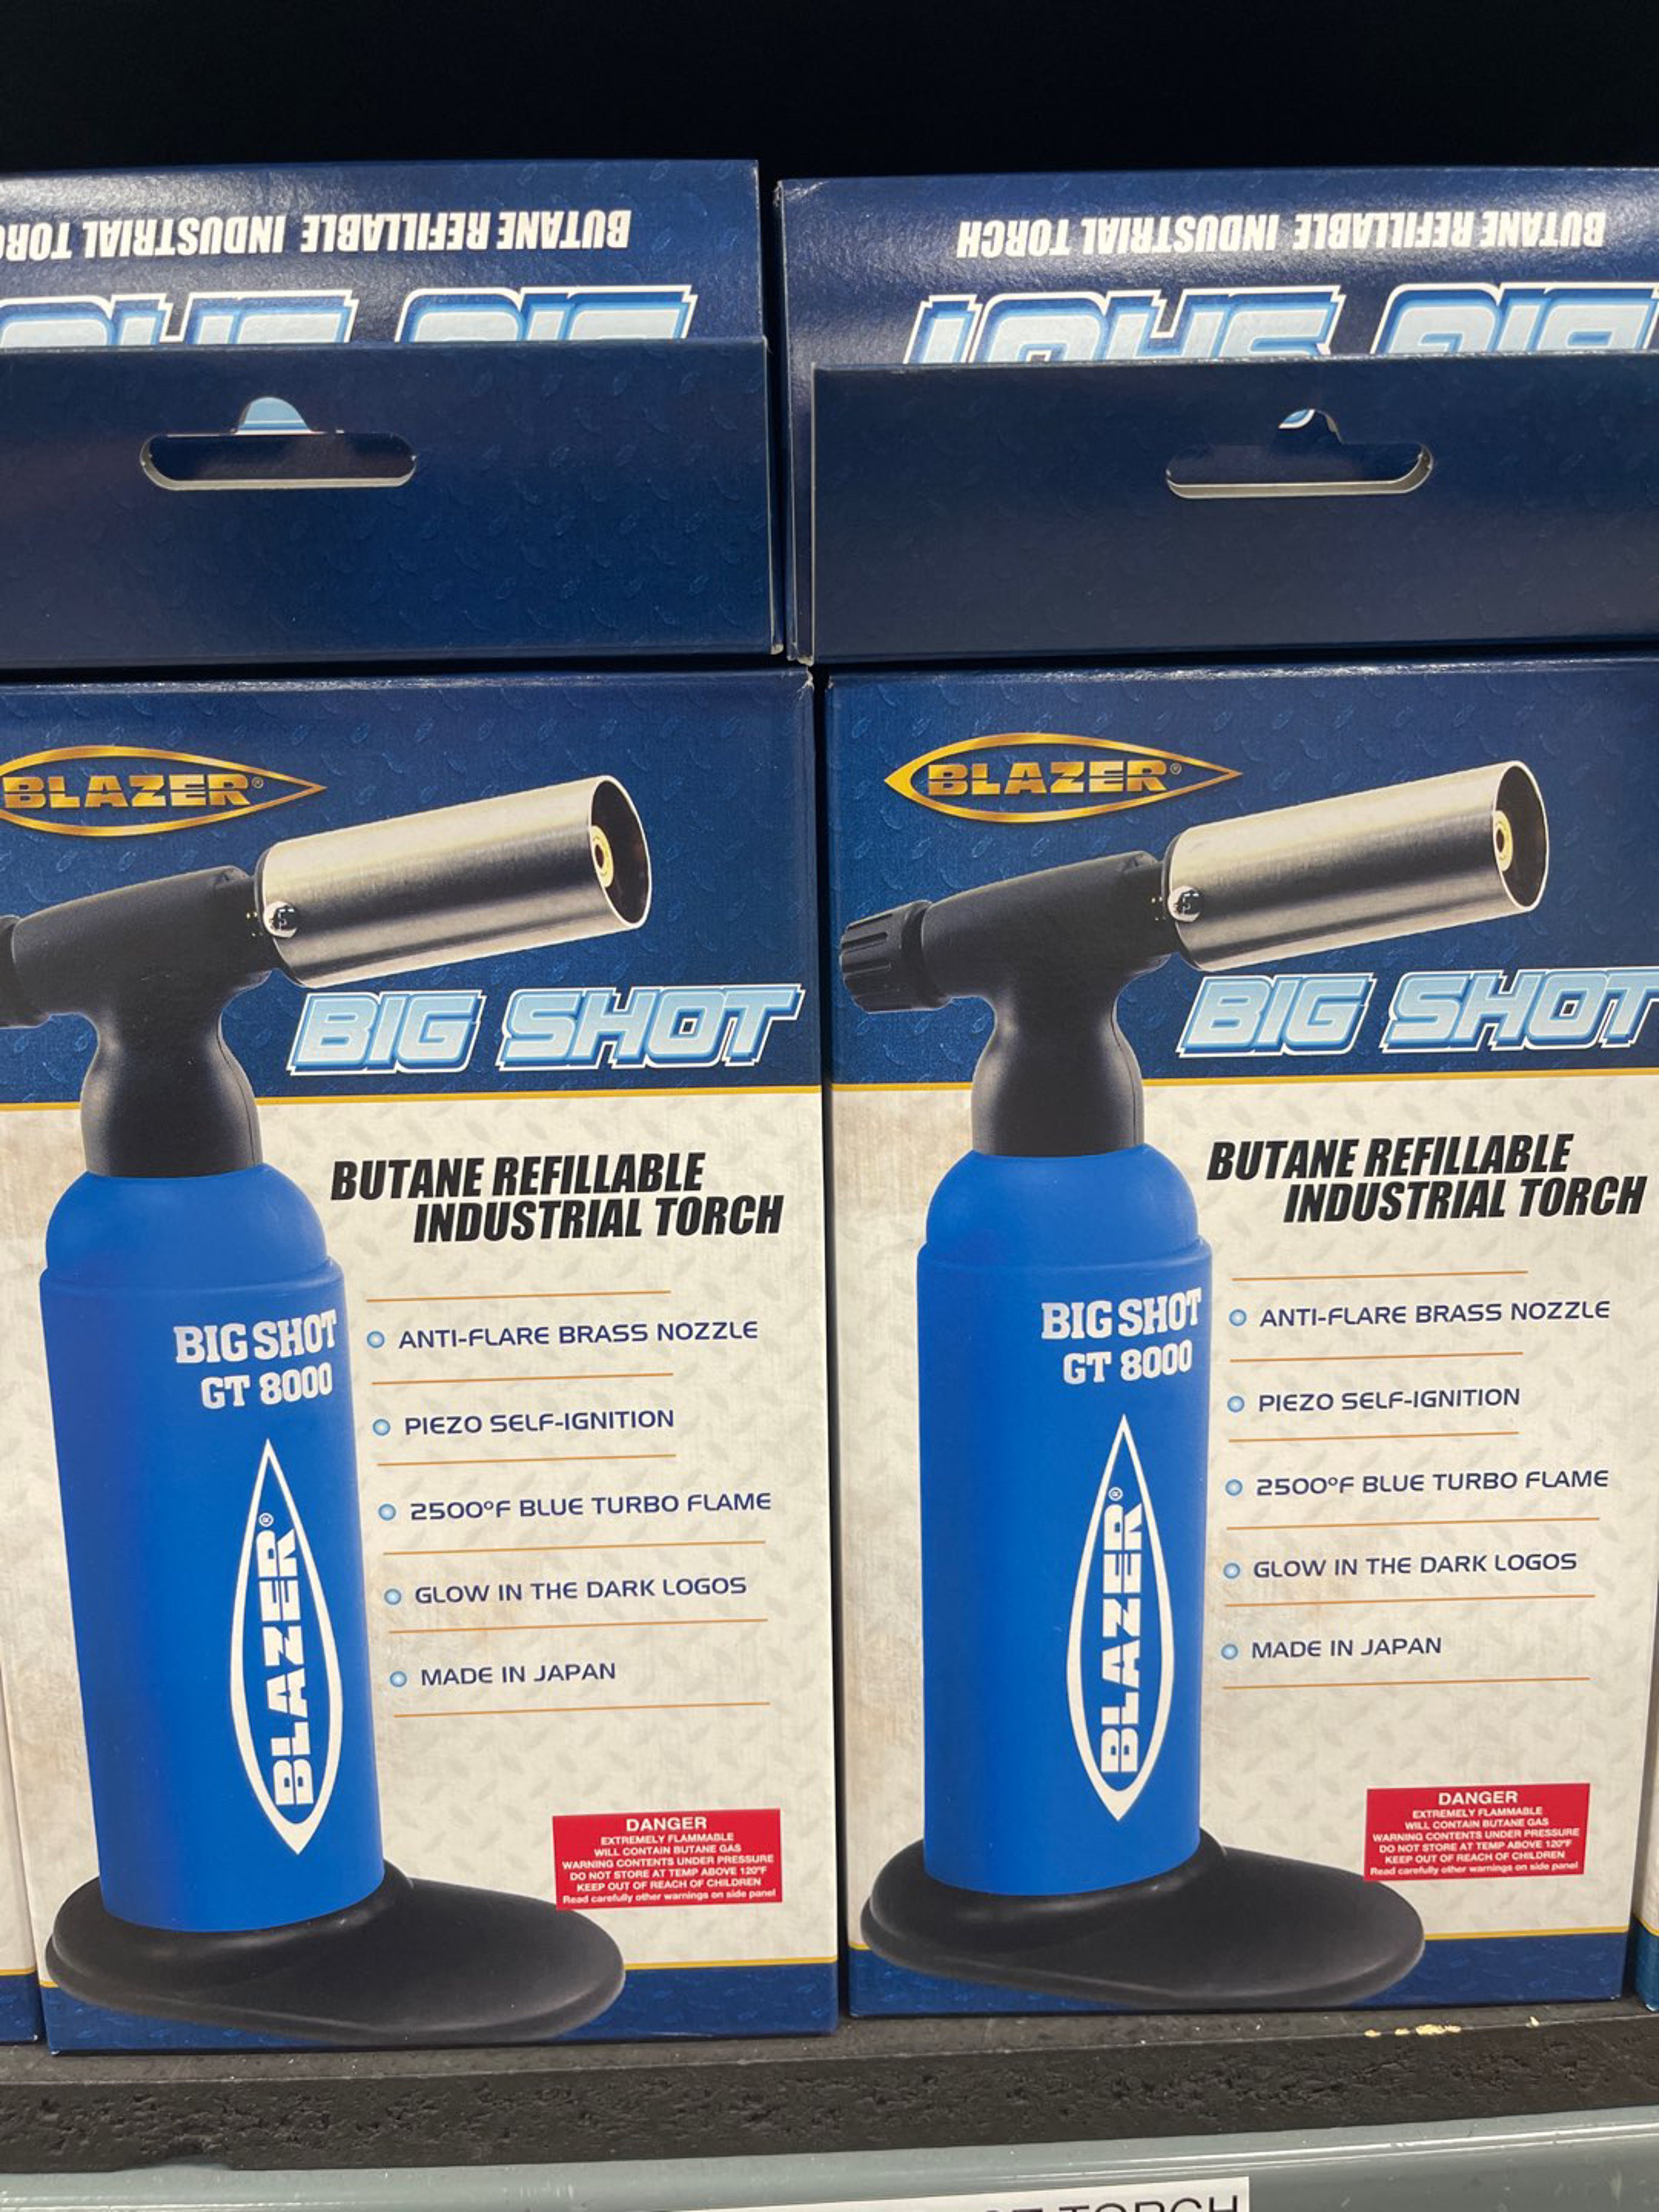 BUTANE REFILLABLE INDUSTRIAL
BIG
BUTANE REFILLABLE INDUSTRIAL TORCH
BIG SHOT
BLAZER®
BIG SHOT
BUTANE REFILLABLE
INDUSTRIAL TORCH
BIG SHOT
GT 8000
BLAZER®
ANTI-FLARE BRASS NOZZLE
PIEZO SELF-IGNITION
2500°F BLUE TURBO FLAME
GLOW IN THE DARK LOGOS
MADE IN JAPAN
DANGER
EXTREMELY FLAMMABLE
WILL CONTAIN BUTANE GAS
WARNING CONTENTS UNDER PRESSURE
DO NOT STORE AT TEMP ABOVE 120°F
KEEP OUT OF REACH OF CHILDREN
Read carefully other warnings on side panel
BLAZER®
BIG SHOT
BUTANE REFILLABLE
INDUSTRIAL TORCH
BIG SHOT
GT 8000
BLAZER®
ANTI-FLARE BRASS NOZZLE
PIEZO SELF-IGNITION
2500°F BLUE TURBO FLAME
GLOW IN THE DARK LOGOS
MADE IN JAPAN
DANGER
EXTREMELY FLAMMABLE
WILL CONTAIN BUTANE GAS
WARNING CONTENTS UNDER PRESSURE
DO NOT STORE AT TEMP ABOVE 120°F
KEEP OUT OF REACH OF CHILDREN
Read carefully other warnings on side panel
TORCH